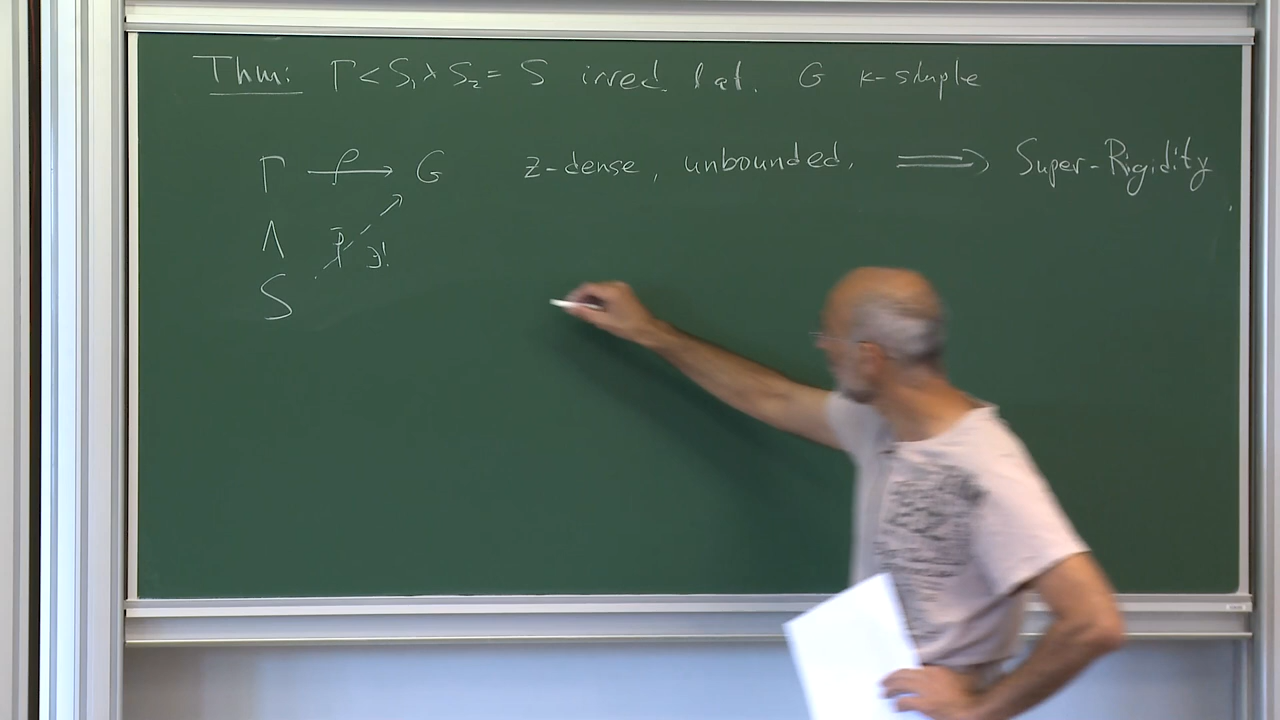 Thm: Γ < S₁ × S₂ = S irred. lat. G k-simple
Γ —ρ→ G z-dense, unbounded. ⟹ Super-Rigidity
∧ ρ̄ ∃!
S